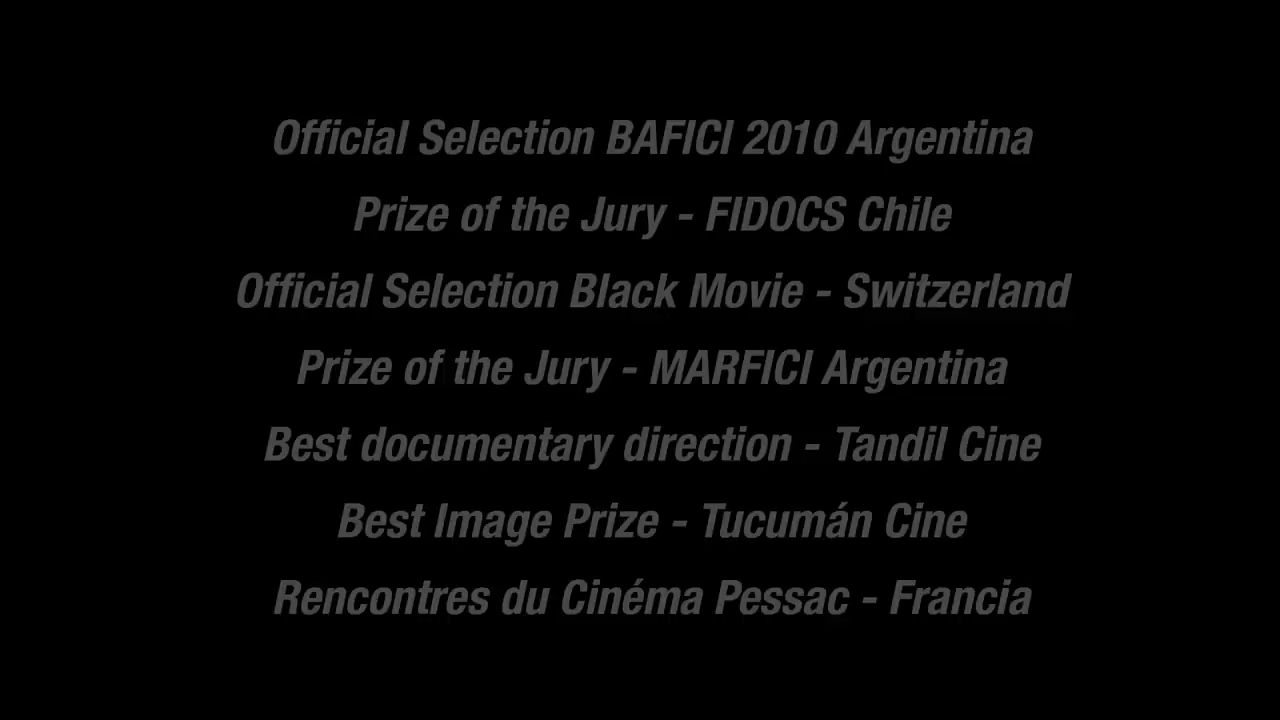 Official Selection BAFICI 2010 Argentina
Prize of the Jury - FIDOCS Chile
Official Selection Black Movie - Switzerland
Prize of the Jury - MARFICI Argentina
Best documentary direction - Tandil Cine
Best Image Prize - Tucumán Cine
Rencontres du Cinéma Pessac - Francia